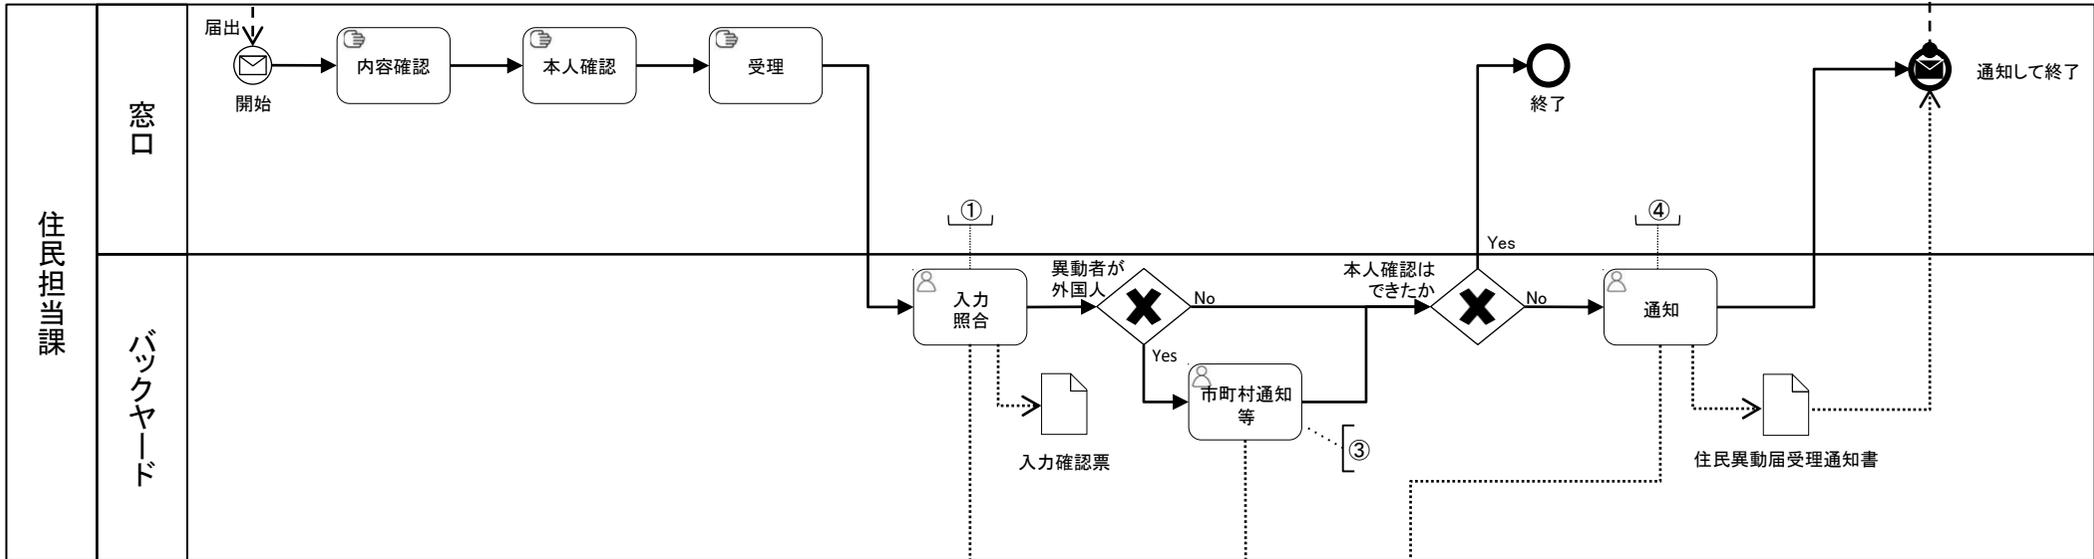 住民担当課
窓口
バックヤード
届出
開始
内容確認
本人確認
受理
終了
通知して終了
①
④
Yes
入力
照合
異動者が
外国人
No
Yes
市町村通知
等
③
本人確認は
できたか
No
通知
入力確認票
住民異動届受理通知書